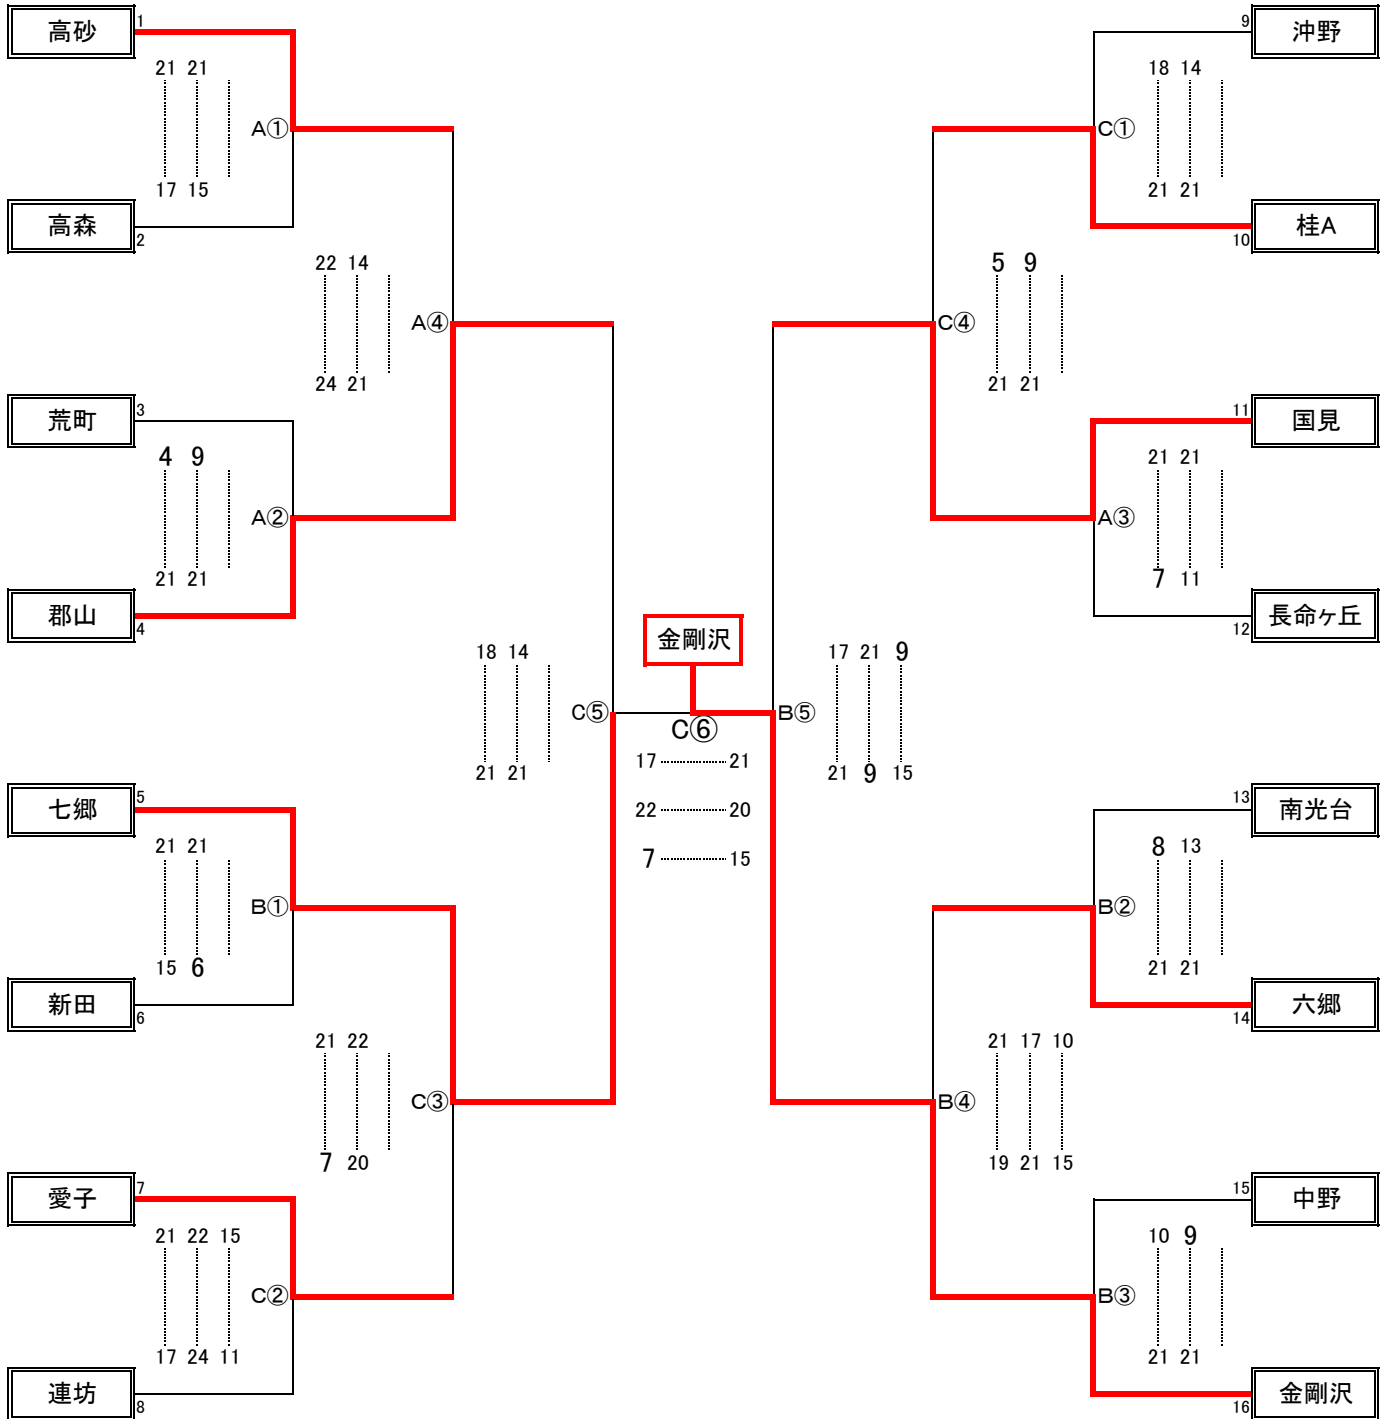 高砂 1
21 21
A①
17 15
高森 2
22 14
A④
24 21
荒町 3
4 9
A②
21 21
郡山 4
18 14
C⑤
21 21
七郷 5
21 21
B①
15 6
新田 6
21 22
C③
7 20
愛子 7
21 22 15
C②
17 24 11
連坊 8
金剛沢
C⑥
17 21
22 20
7 15
9 沖野
18 14
C①
21 21
10 桂A
5 9
C④
21 21
11 国見
21 21
A③
7 11
12 長命ヶ丘
17 21 9
B⑤
21 9 15
13 南光台
8 13
B②
21 21
14 六郷
21 17 10
B④
19 21 15
15 中野
10 9
B③
21 21
16 金剛沢